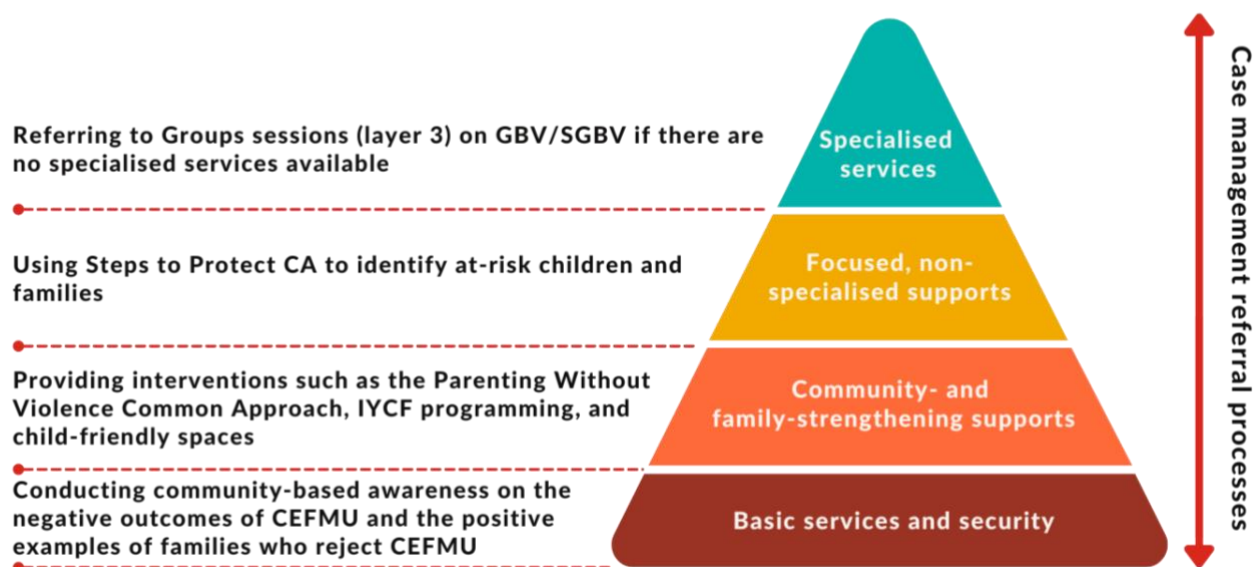 Referring to Groups sessions (layer 3) on GBV/SGBV if there are
no specialised services available
Specialised
services
Using Steps to Protect CA to identify at-risk children and
families
Focused, non-
specialised supports
Providing interventions such as the Parenting Without
Violence Common Approach, IYCF programming, and
child-friendly spaces
Community- and
family-strengthening supports
Conducting community-based awareness on the
negative outcomes of CEFMU and the positive
examples of families who reject CEFMU
Basic services and security
Case management referral processes